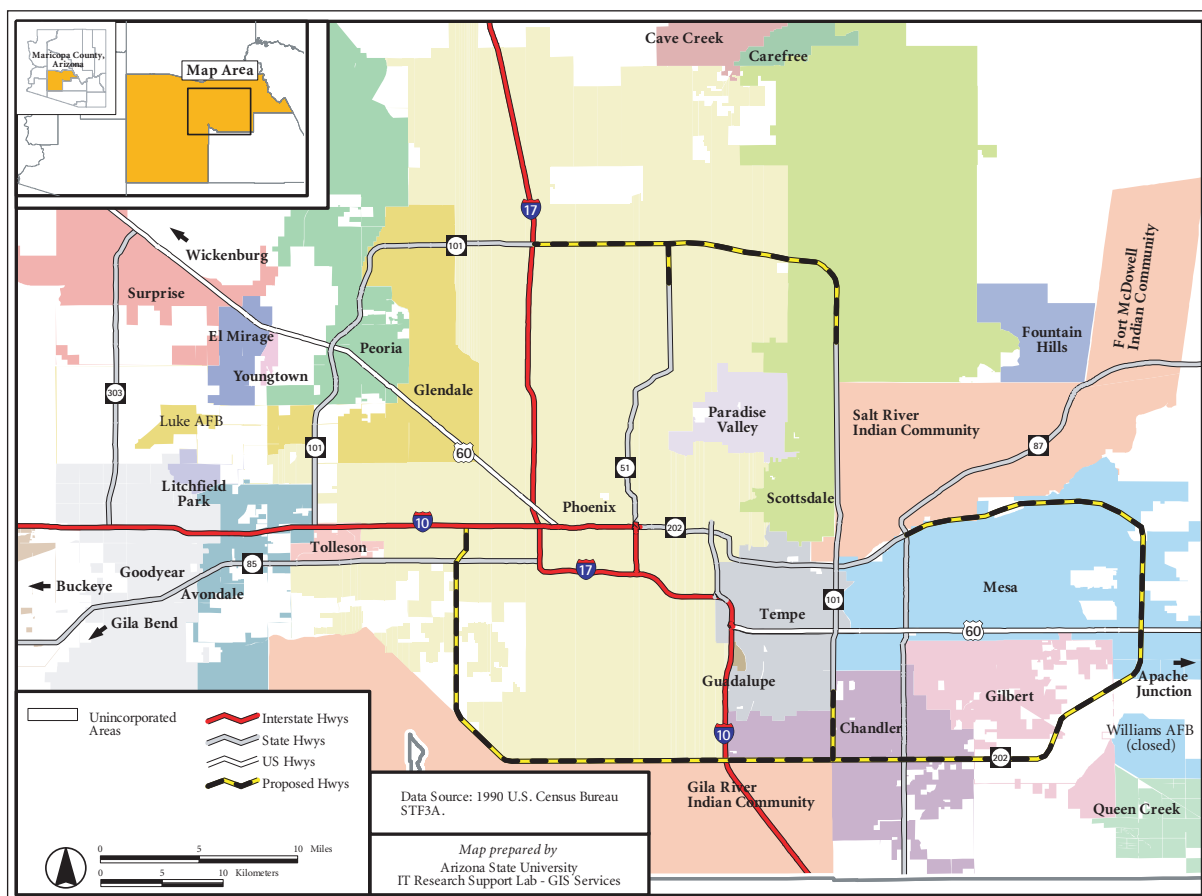 Maricopa County,
Arizona
Map Area
Cave Creek
Carefree
17
101
Wickenburg
Surprise
El Mirage
Youngtown
Peoria
Glendale
303
Luke AFB
101
60
51
Paradise
Valley
Fountain
Hills
Fort McDowell
Indian Community
Salt River
Indian Community
87
Litchfield
Park
Scottsdale
Phoenix
10
202
Tolleson
85
17
Goodyear
Buckeye
Avondale
Gila Bend
Mesa
101
Tempe
60
Guadalupe
Apache
Junction
Gilbert
10
Chandler
Williams AFB
(closed)
202
Gila River
Indian Community
Queen Creek
Unincorporated
Areas
Interstate Hwys
State Hwys
US Hwys
Proposed Hwys
0 5 10 Miles
0 5 10 Kilometers
Data Source: 1990 U.S. Census Bureau
STF3A.
Map prepared by
Arizona State University
IT Research Support Lab - GIS Services